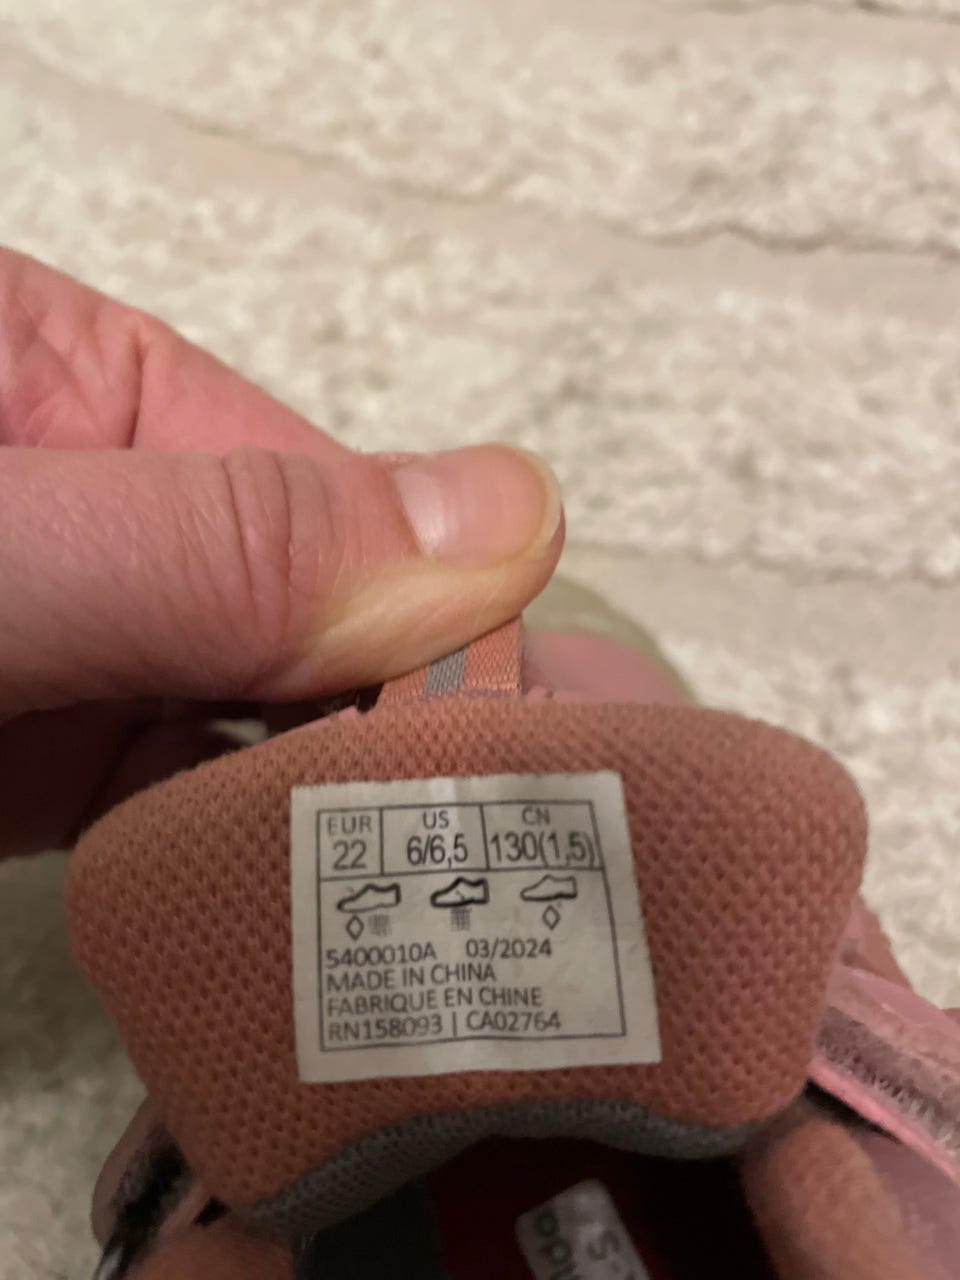 EUR US CN
22 6/6,5 130(1,5)
5400010A 03/2024
MADE IN CHINA
FABRIQUE EN CHINE
RN158093 | CA02764